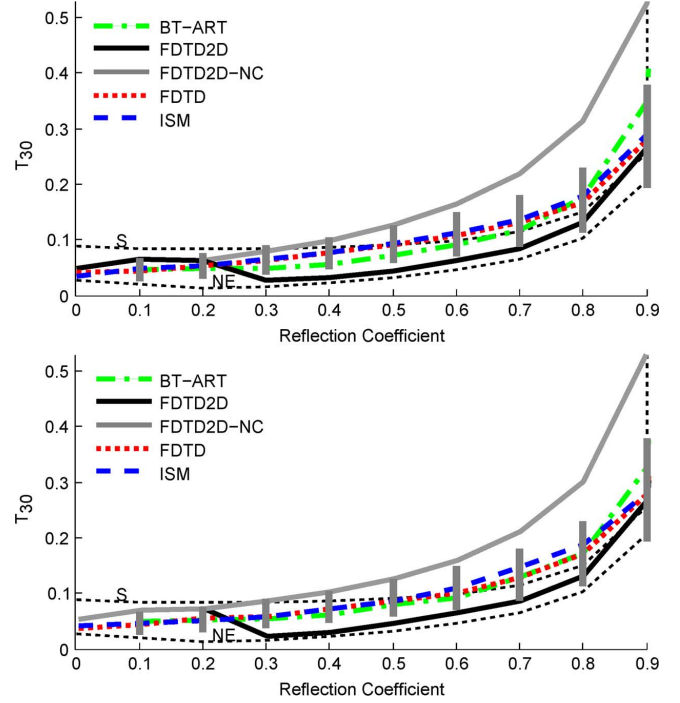 0.5
BT-ART
FDTD2D
0.4
FDTD2D-NC
FDTD
ISM
0.3
T30
0.2
0.1
S
NE
0
0 0.1 0.2 0.3 0.4 0.5 0.6 0.7 0.8 0.9
Reflection Coefficient
0.5
BT-ART
FDTD2D
0.4
FDTD2D-NC
FDTD
ISM
0.3
T30
0.2
0.1
S
NE
0
0 0.1 0.2 0.3 0.4 0.5 0.6 0.7 0.8 0.9
Reflection Coefficient